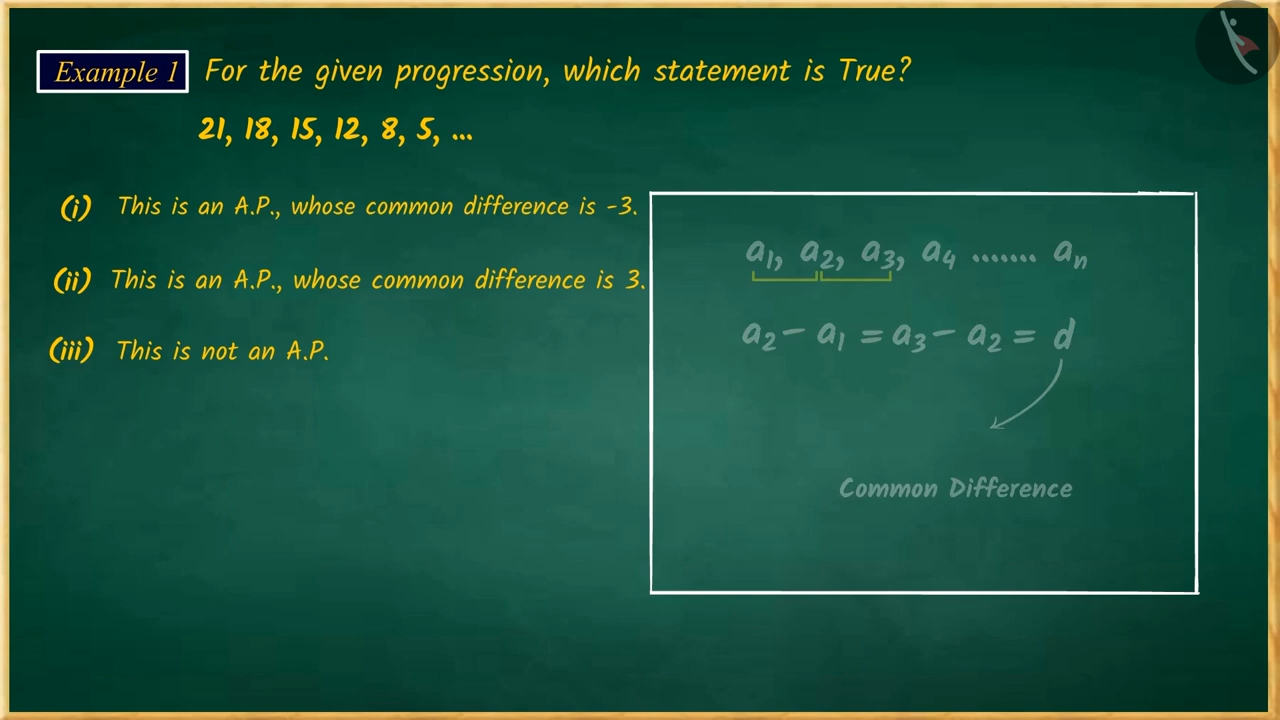 Example 1 For the given progression, which statement is True?
21, 18, 15, 12, 8, 5, ...
(i) This is an A.P., whose common difference is -3.
(ii) This is an A.P., whose common difference is 3.
(iii) This is not an A.P.
a₁, a₂, a₃, a₄ ....... aₙ
a₂ − a₁ = a₃ − a₂ = d
Common Difference